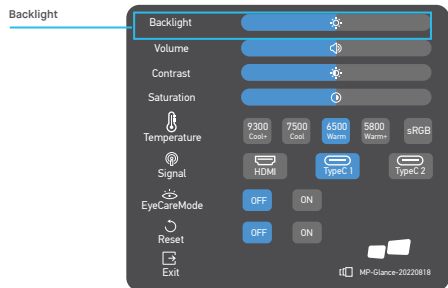 Backlight
Backlight
Volume
Contrast
Saturation
Temperature
9300 Cool+
7500 Cool
6500 Warm
5800 Warm+
sRGB
Signal
HDMI
TypeC 1
TypeC 2
EyeCareMode
OFF
ON
Reset
OFF
ON
Exit
MP-Glance-20220818